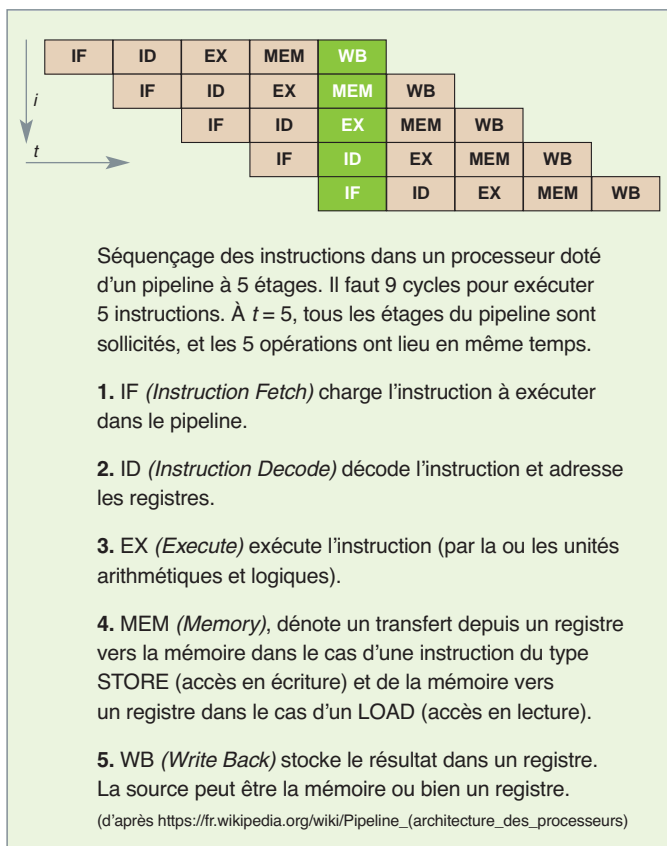 IF ID EX MEM WB
i IF ID EX MEM WB
IF ID EX MEM WB
t IF ID EX MEM WB
IF ID EX MEM WB
Séquençage des instructions dans un processeur doté
d’un pipeline à 5 étages. Il faut 9 cycles pour exécuter
5 instructions. À t = 5, tous les étages du pipeline sont
sollicités, et les 5 opérations ont lieu en même temps.
1. IF (Instruction Fetch) charge l’instruction à exécuter
dans le pipeline.
2. ID (Instruction Decode) décode l’instruction et adresse
les registres.
3. EX (Execute) exécute l’instruction (par la ou les unités
arithmétiques et logiques).
4. MEM (Memory), dénote un transfert depuis un registre
vers la mémoire dans le cas d’une instruction du type
STORE (accès en écriture) et de la mémoire vers
un registre dans le cas d’un LOAD (accès en lecture).
5. WB (Write Back) stocke le résultat dans un registre.
La source peut être la mémoire ou bien un registre.
(d’après https://fr.wikipedia.org/wiki/Pipeline_(architecture_des_processeurs)